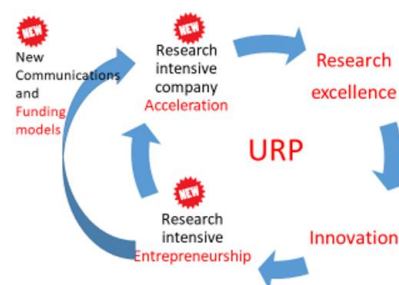 NEW
New
Communications
and
Funding
models
NEW
Research
intensive
company
Acceleration
Research
excellence
URP
NEW
Research
intensive
Entrepreneurship
Innovation